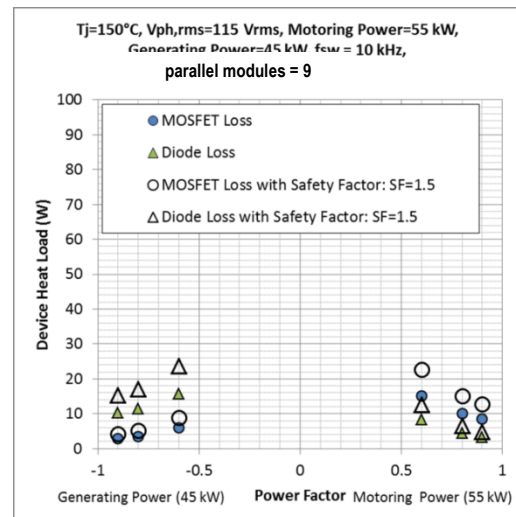 Tj=150°C, Vph,rms=115 Vrms, Motoring Power=55 kW,
Generating Power=45 kW, fsw = 10 kHz,
parallel modules = 9
100
90
80
70
60
50
40
30
20
10
0
Device Heat Load (W)
MOSFET Loss
Diode Loss
MOSFET Loss with Safety Factor: SF=1.5
Diode Loss with Safety Factor: SF=1.5
-1 -0.5 0 0.5 1
Generating Power (45 kW) Power Factor Motoring Power (55 kW)